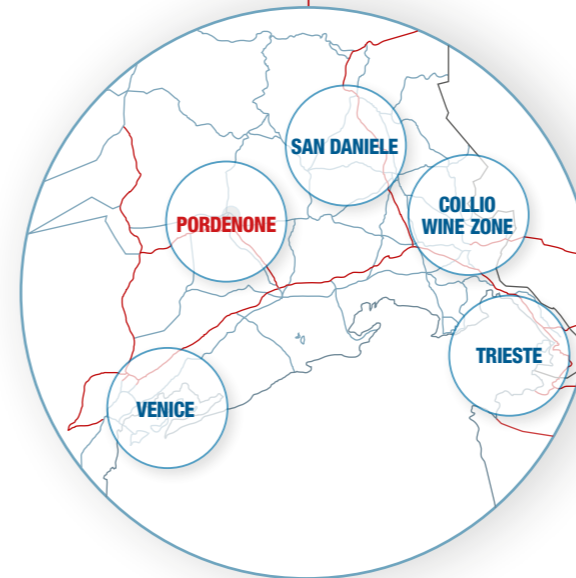 SAN DANIELE
COLLIO
WINE ZONE
PORDENONE
TRIESTE
VENICE